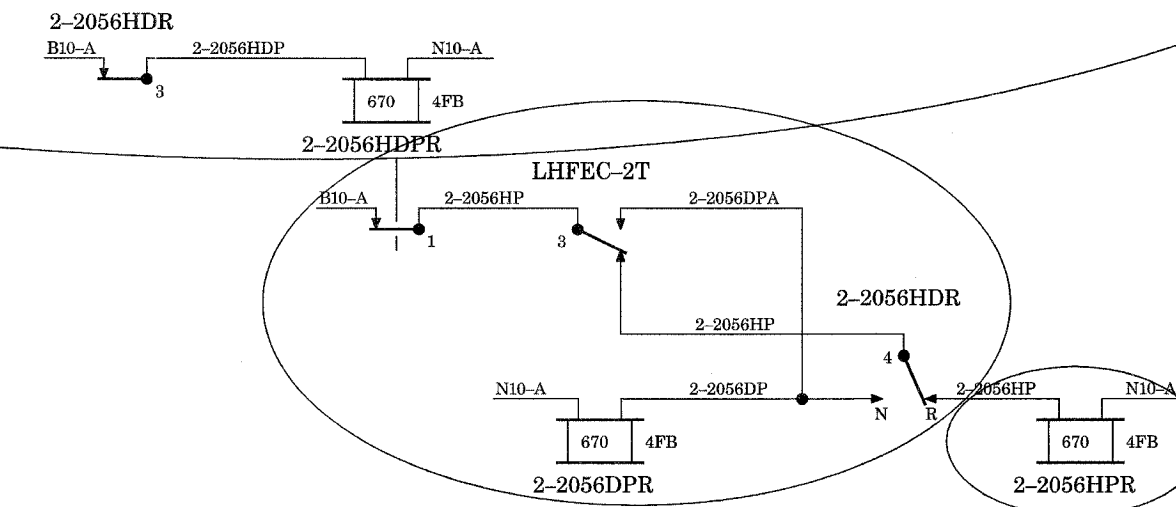 2-2056HDR
B10-A 2-2056HDP N10-A
3
670 4FB
2-2056HDPR
LHFEC-2T
B10-A 2-2056HP 2-2056DPA
1 3
2-2056HDR
2-2056HP
4
N10-A 2-2056DP 2-2056HP N10-A
N R
670 4FB 670 4FB
2-2056DPR 2-2056HPR